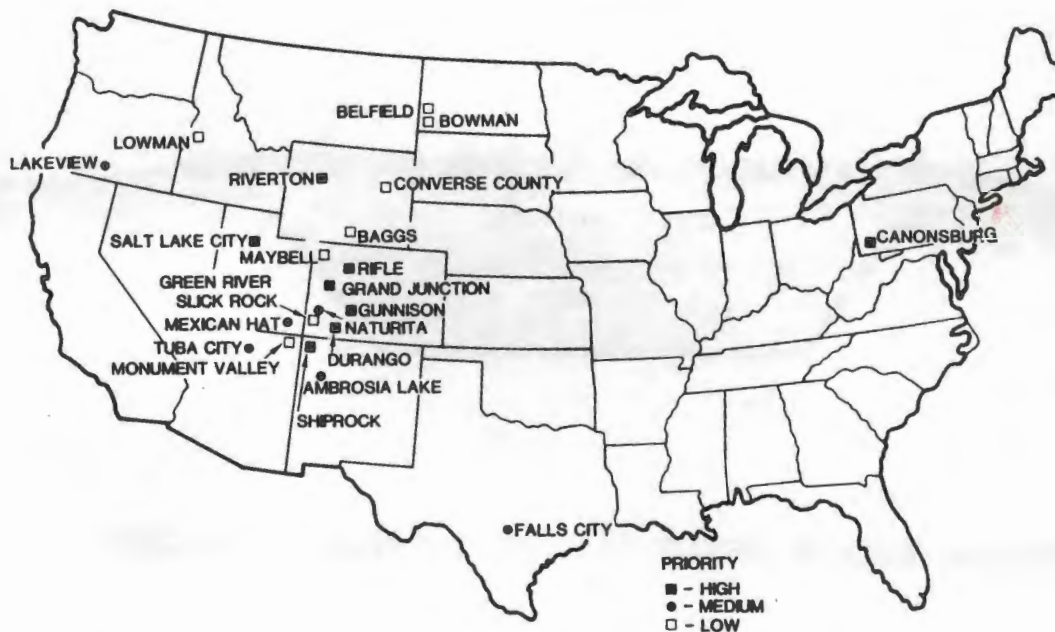 BELFIELD
BOWMAN
LOWMAN
LAKEVIEW
RIVERTON
CONVERSE COUNTY
BAGGS
SALT LAKE CITY
CANONSBURG
MAYBELL
RIFLE
GREEN RIVER
GRAND JUNCTION
SLICK ROCK
GUNNISON
MEXICAN HAT
NATURITA
TUBA CITY
DURANGO
MONUMENT VALLEY
AMBROSIA LAKE
SHIPROCK
FALLS CITY
PRIORITY
■ - HIGH
● - MEDIUM
□ - LOW